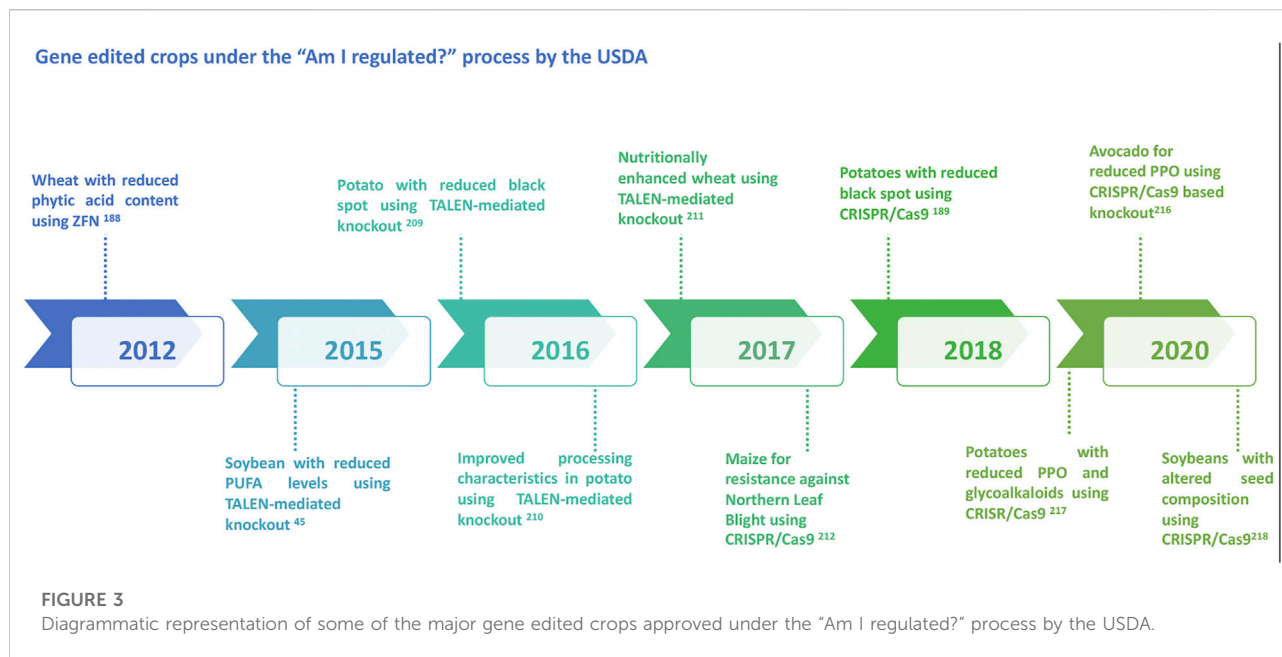 Gene edited crops under the “Am I regulated?” process by the USDA
Wheat with reduced
phytic acid content
using ZFN 188
Potato with reduced black
spot using TALEN-mediated
knockout 209
Nutritionally
enhanced wheat using
TALEN-mediated
knockout 211
Potatoes with reduced
black spot using
CRISPR/Cas9 189
Avocado for
reduced PPO using
CRISPR/Cas9 based
knockout216
2012
2015
2016
2017
2018
2020
Soybean with reduced
PUFA levels using
TALEN-mediated
knockout 45
Improved processing
characteristics in potato
using TALEN-mediated
knockout 210
Maize for
resistance against
Northern Leaf
Blight using
CRISPR/Cas9 212
Potatoes with
reduced PPO and
glycoalkaloids using
CRISR/Cas9 217
Soybeans with
altered seed
composition
using
CRISPR/Cas9218
FIGURE 3
Diagrammatic representation of some of the major gene edited crops approved under the “Am I regulated?” process by the USDA.